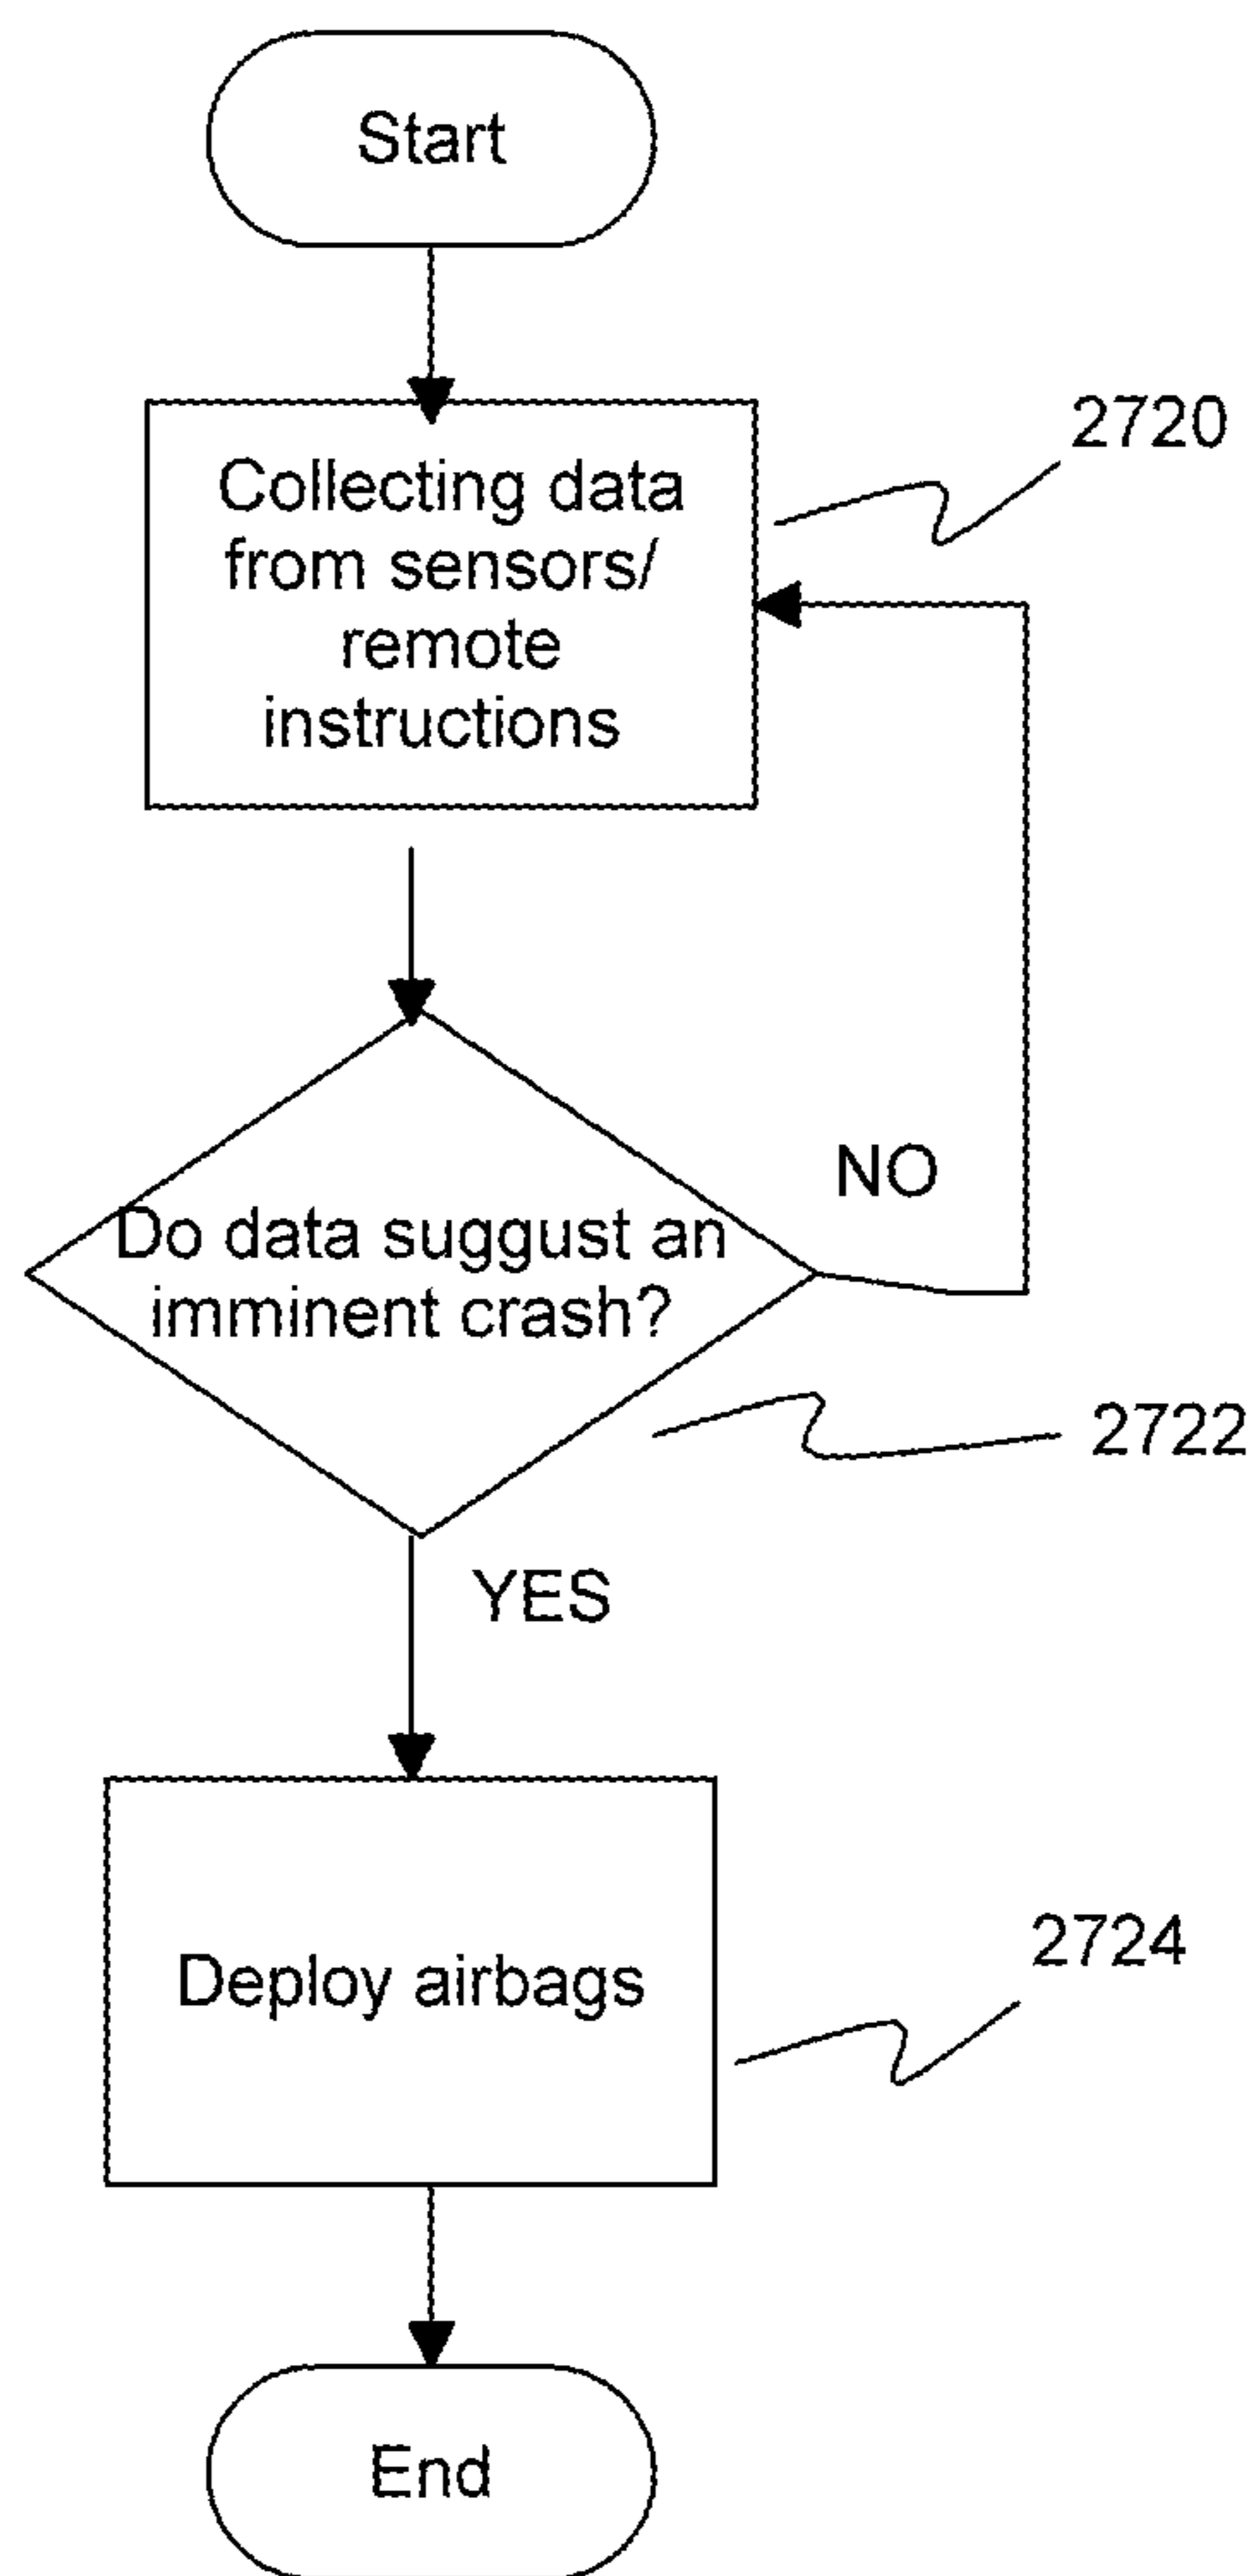 Start
2720
Collecting data
from sensors/
remote
instructions
NO
Do data suggust an
imminent crash?
2722
YES
2724
Deploy airbags
End